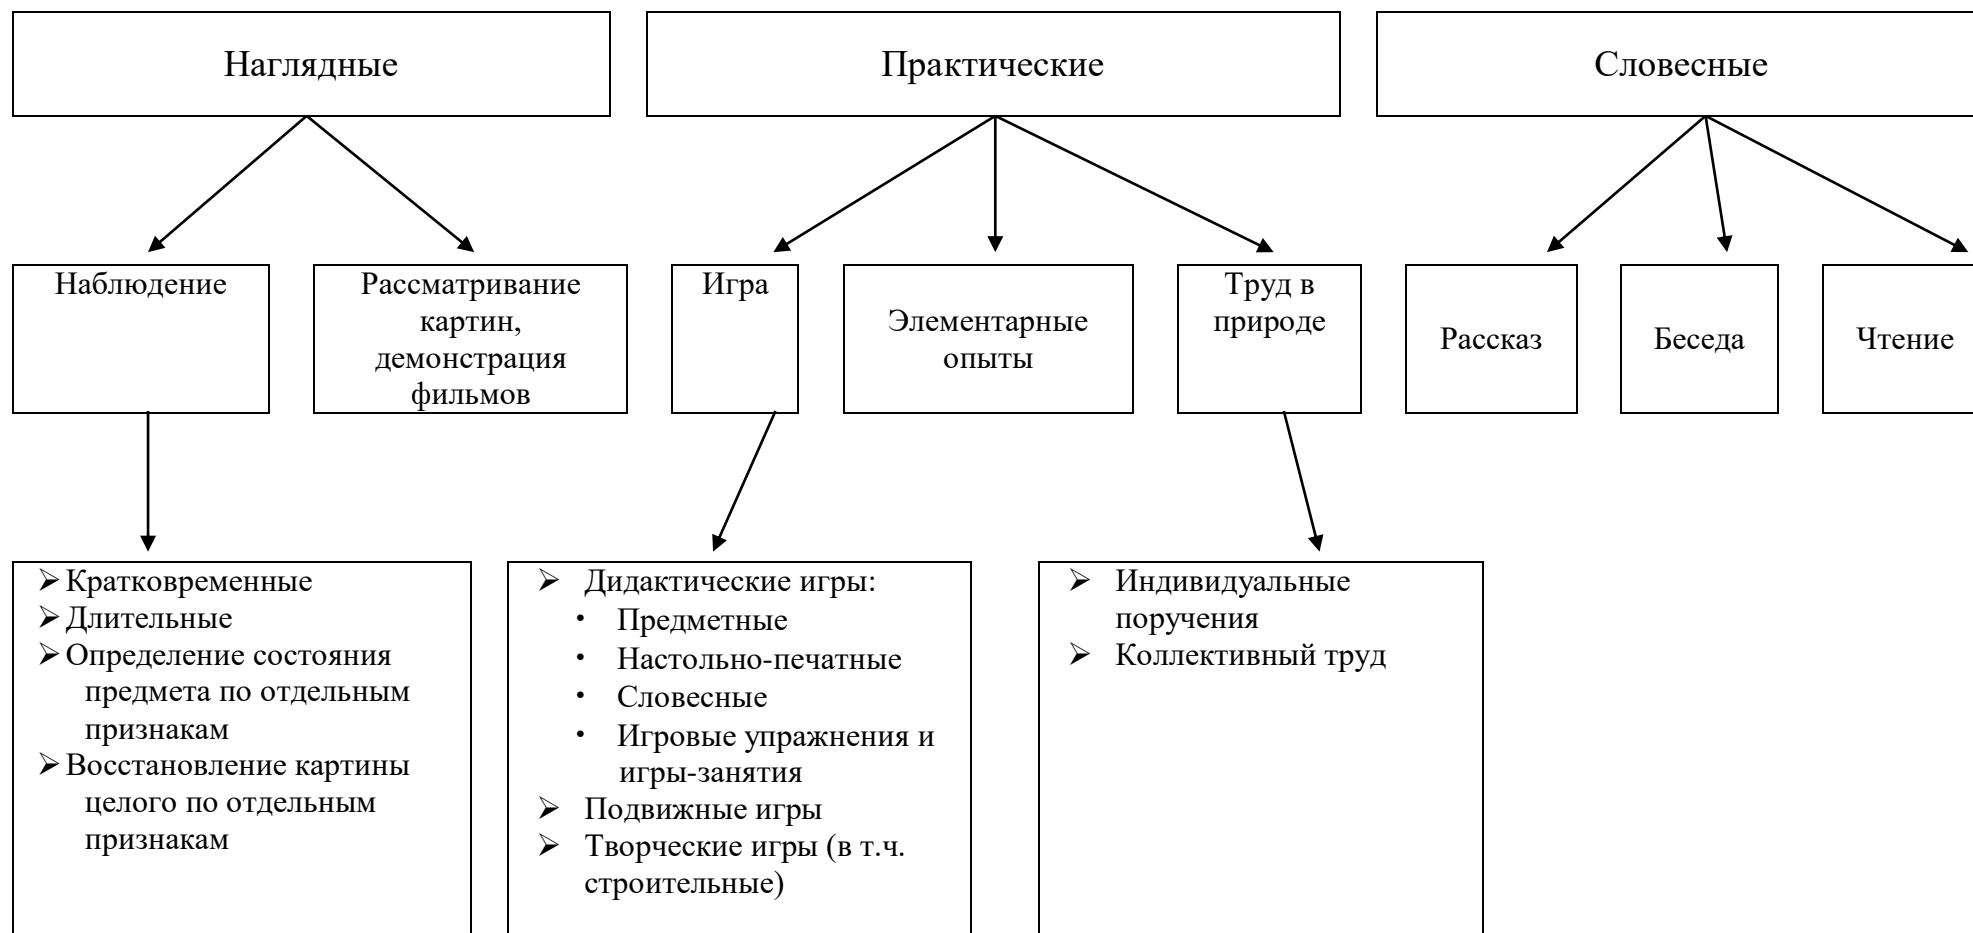 Наглядные
Практические
Словесные
Наблюдение
Рассматривание
картин,
демонстрация
фильмов
Игра
Элементарные
опыты
Труд в
природе
Рассказ
Беседа
Чтение
➢ Кратковременные
➢ Длительные
➢ Определение состояния
предмета по отдельным
признакам
➢ Восстановление картины
целого по отдельным
признакам
➢ Дидактические игры:
• Предметные
• Настольно-печатные
• Словесные
• Игровые упражнения и
игры-занятия
➢ Подвижные игры
➢ Творческие игры (в т.ч.
строительные)
➢ Индивидуальные
поручения
➢ Коллективный труд